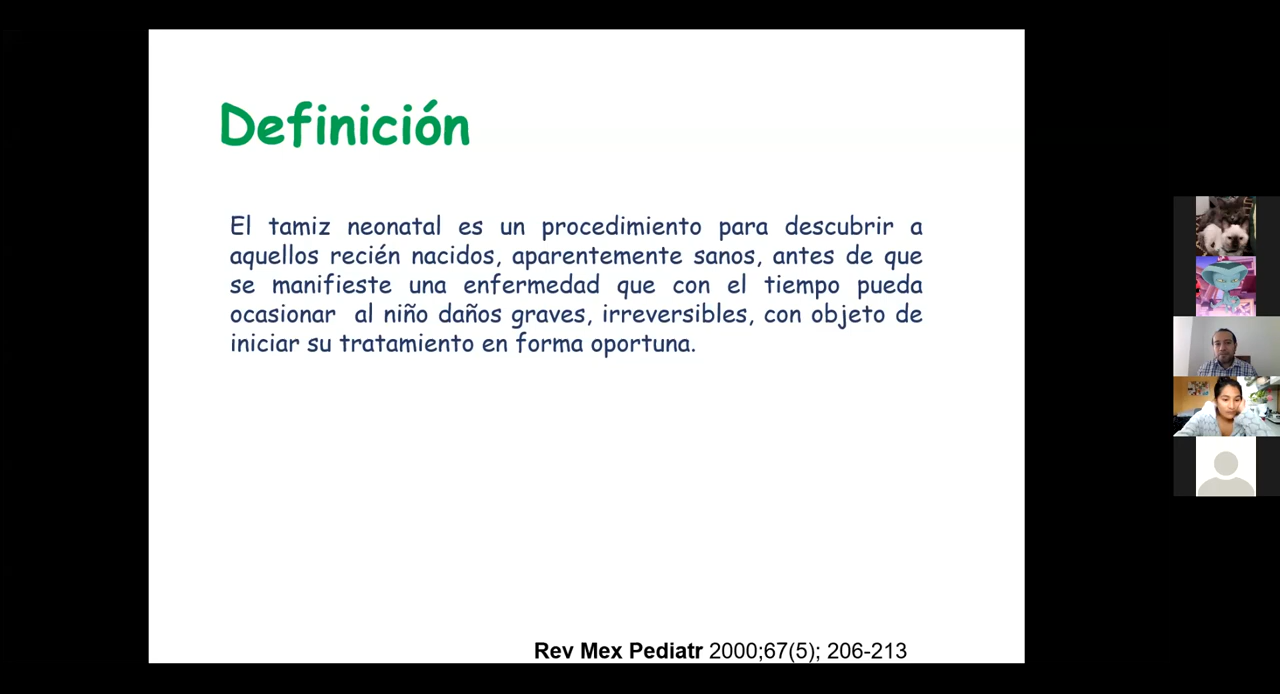 Definición
El tamiz neonatal es un procedimiento para descubrir a
aquellos recién nacidos, aparentemente sanos, antes de que
se manifieste una enfermedad que con el tiempo pueda
ocasionar al niño daños graves, irreversibles, con objeto de
iniciar su tratamiento en forma oportuna.
Rev Mex Pediatr 2000;67(5); 206-213